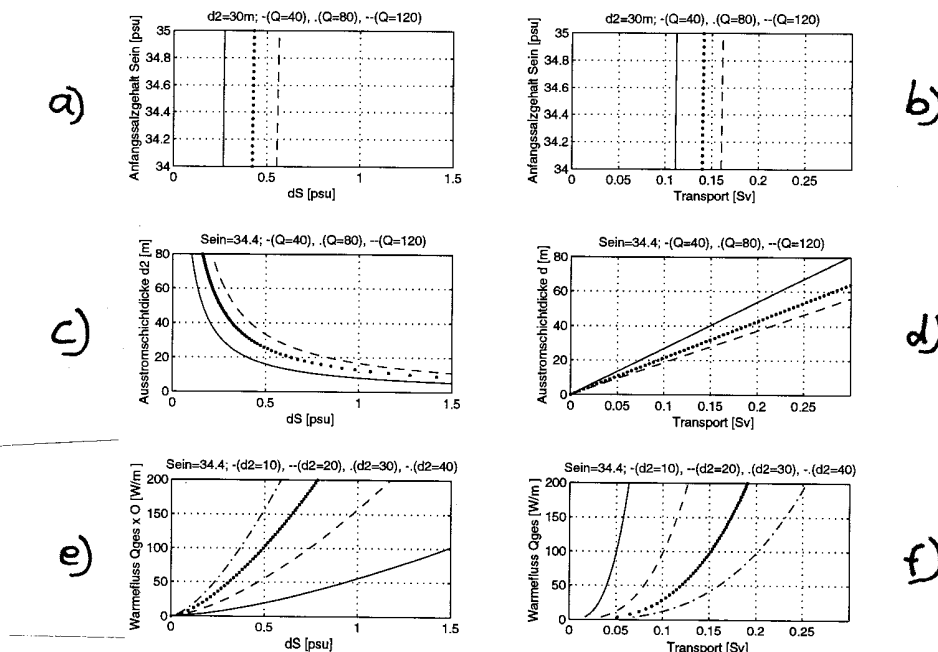 a)
d2=30m; -(Q=40), .(Q=80), --(Q=120)
Anfangssalzgehalt Sein [psu]
35
34.8
34.6
34.4
34.2
34
0
0.5
1
1.5
dS [psu]
b)
d2=30m; -(Q=40), .(Q=80), --(Q=120)
Anfangssalzgehalt Sein [psu]
35
34.8
34.6
34.4
34.2
34
0
0.05
0.1
0.15
0.2
0.25
Transport [Sv]
c)
Sein=34.4; -(Q=40), .(Q=80), --(Q=120)
Ausstromschichtdicke d2 [m]
80
60
40
20
0
0
0.5
1
1.5
dS [psu]
d)
Sein=34.4; -(Q=40), .(Q=80), --(Q=120)
Ausstromschichtdicke d [m]
80
60
40
20
0
0
0.05
0.1
0.15
0.2
0.25
Transport [Sv]
e)
Sein=34.4; -(d2=10), --(d2=20), .(d2=30), -.(d2=40)
Warmefluss Qges x O [W/m]
200
150
100
50
0
0
0.5
1
1.5
dS [psu]
f)
Sein=34.4; -(d2=10), --(d2=20), .(d2=30), -.(d2=40)
Warmefluss Qges [W/m]
200
150
100
50
0
0
0.05
0.1
0.15
0.2
0.25
Transport [Sv]